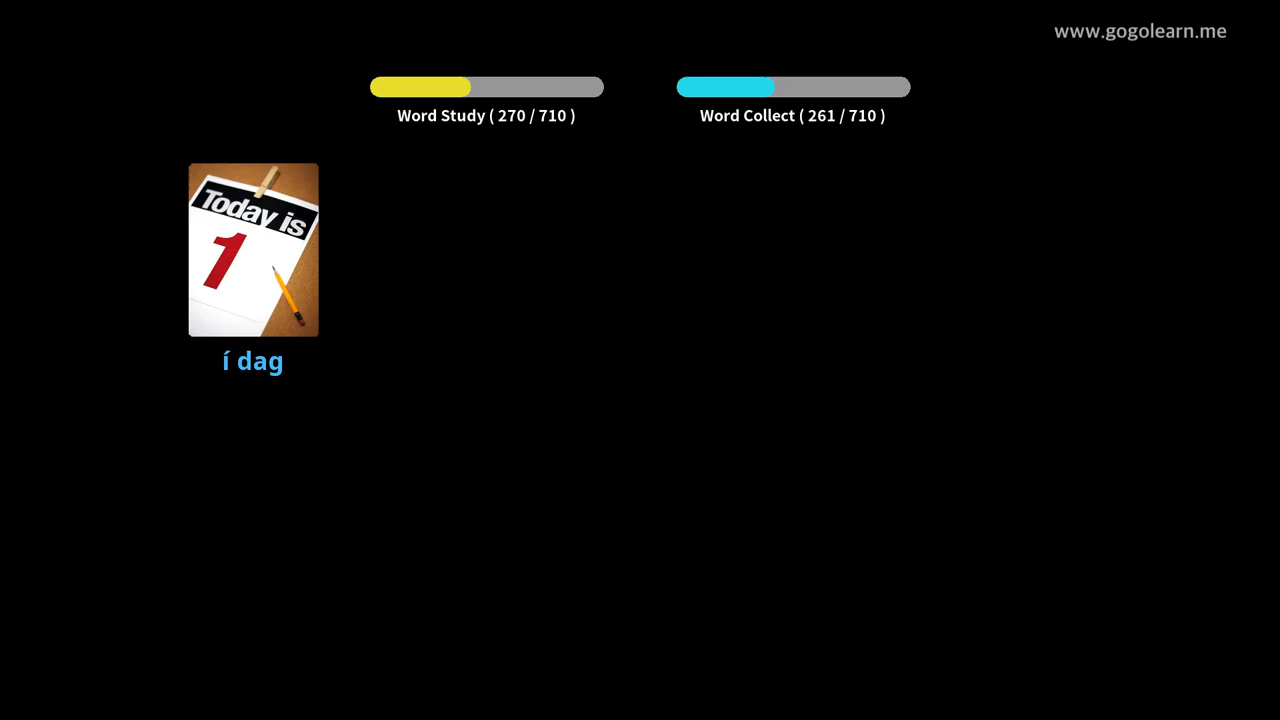 www.gogolearn.me
Word Study ( 270 / 710 )
Word Collect ( 261 / 710 )
Today is
1
í dag